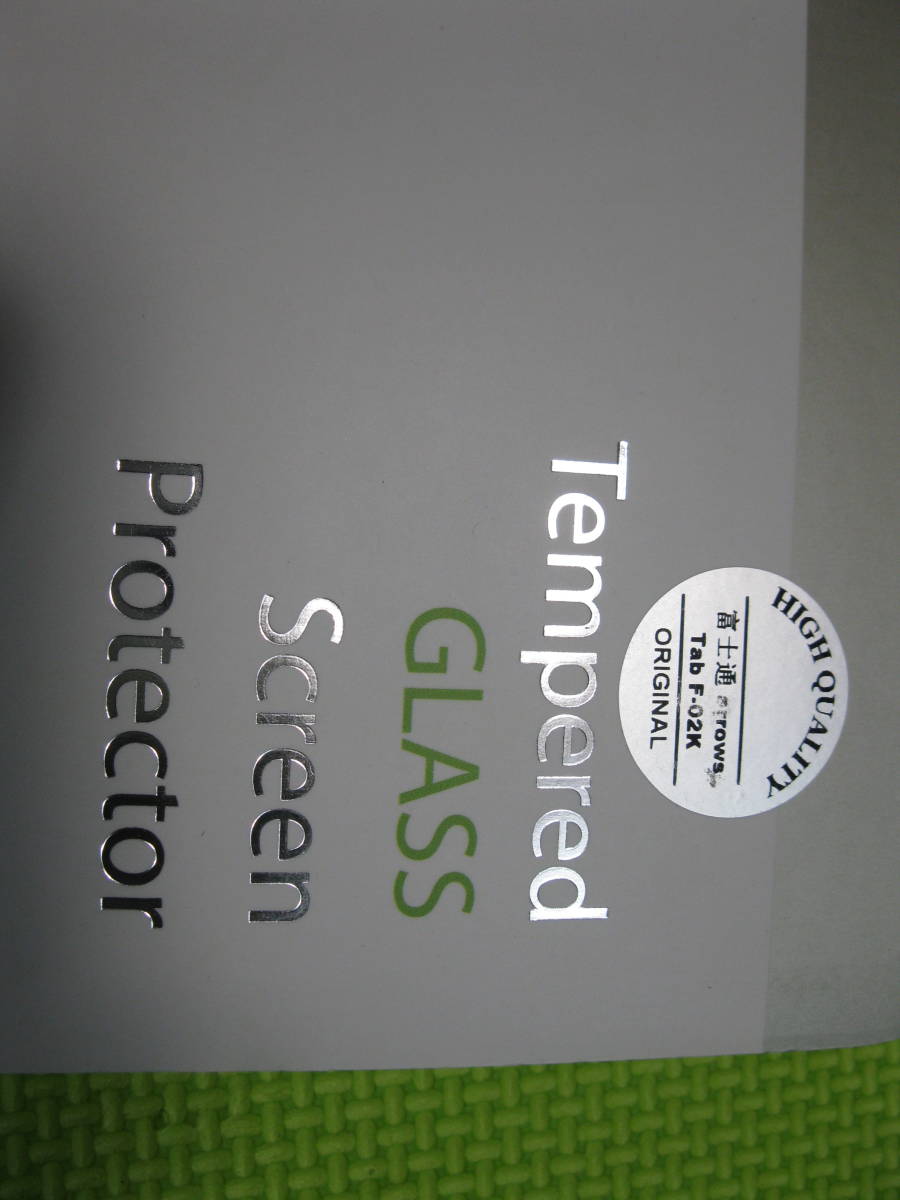 HIGH QUALITY
富士通 arrows
Tab F-02K
ORIGINAL
Tempered
GLASS
Screen
Protector